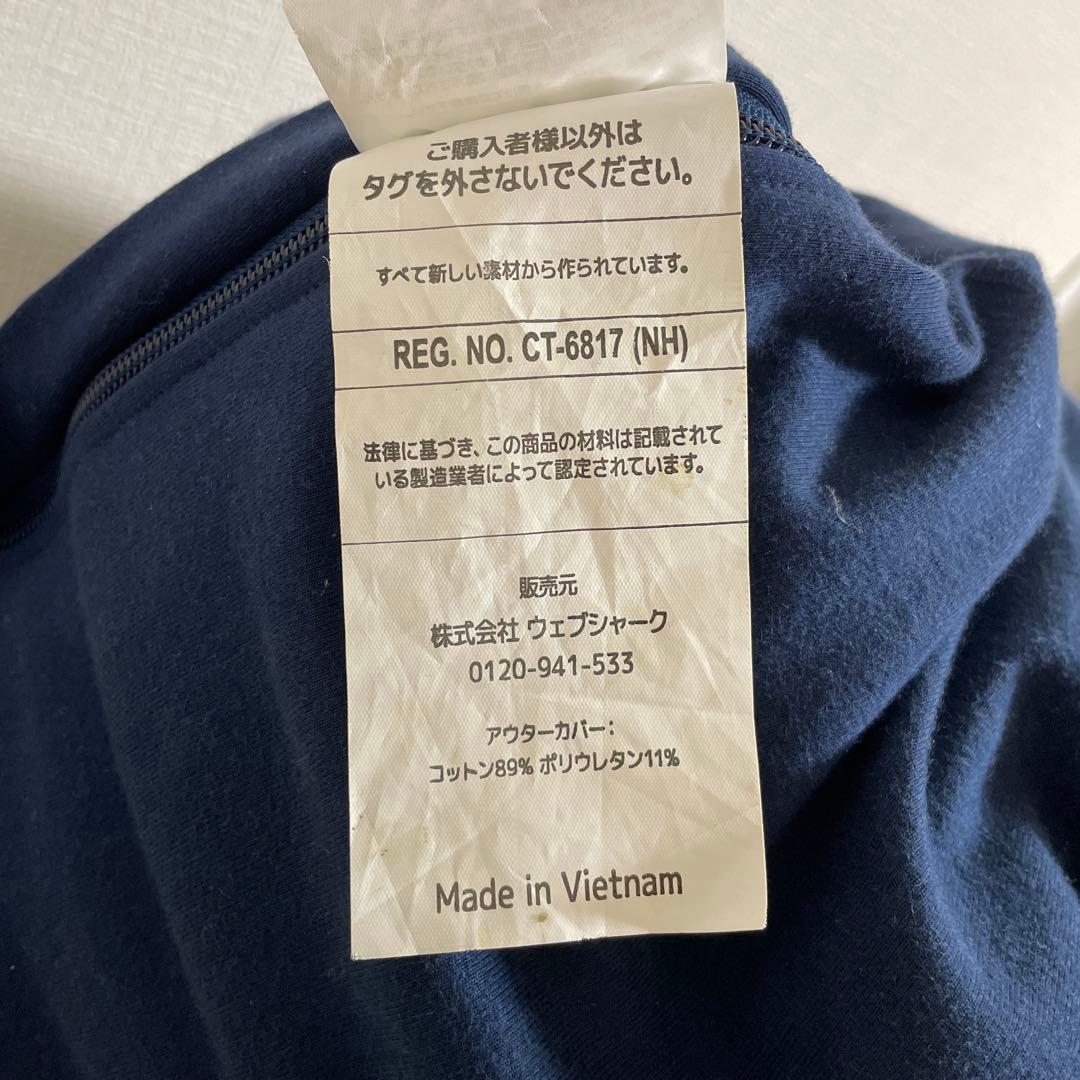 ご購入者様以外は
タグを外さないでください。
すべて新しい素材から作られています。
REG. NO. CT-6817 (NH)
法律に基づき、この商品の材料は記載されて
いる製造業者によって認定されています。
販売元
株式会社 ウェブシャーク
0120-941-533
アウターカバー:
コットン89% ポリウレタン11%
Made in Vietnam